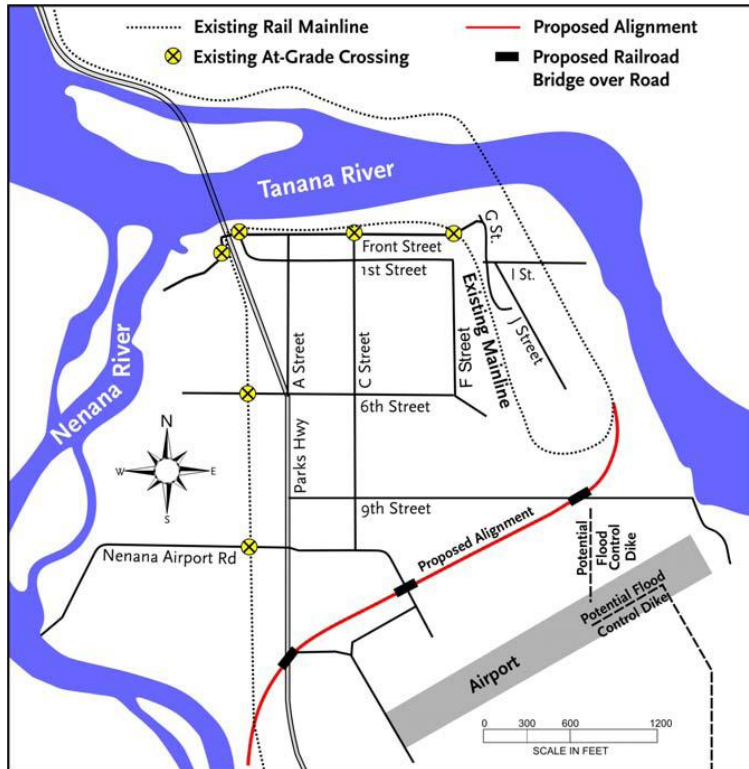 Existing Rail Mainline
Proposed Alignment
Existing At-Grade Crossing
Proposed Railroad
Bridge over Road
Tanana River
G St.
Front Street
1st Street
I St.
Existing Mainline
J Street
Nenana River
A Street
C Street
F Street
6th Street
N
W
E
S
Parks Hwy
9th Street
Nenana Airport Rd
Proposed Alignment
Potential
Flood
Control
Dike
Potential Flood
Control Dike
Airport
0 300 600 1200
SCALE IN FEET